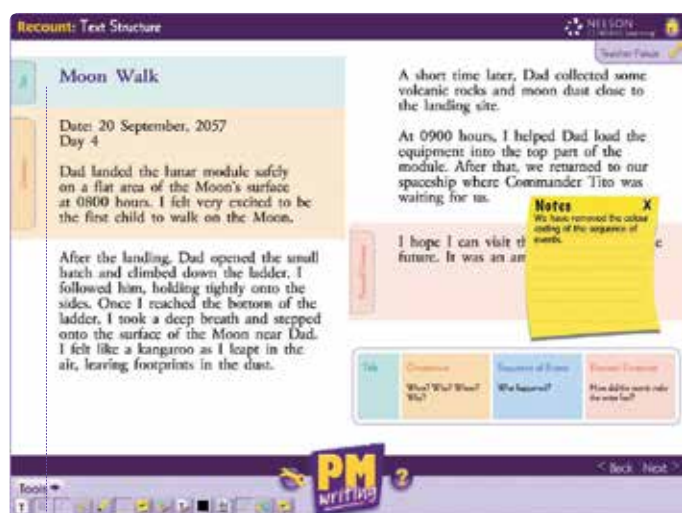 Recount: Text Structure
NELSON
CENGAGE Learning
Teacher Notes
Moon Walk
Date: 20 September, 2057
Day 4
Dad landed the lunar module safely
on a flat area of the Moon's surface
at 0800 hours. I felt very excited to be
the first child to walk on the Moon.
After the landing, Dad opened the small
hatch and climbed down the ladder. I
followed him, holding tightly onto the
sides. Once I reached the bottom of the
ladder, I took a deep breath and stepped
onto the surface of the Moon near Dad.
I felt like a kangaroo as I leapt in the
air, leaving footprints in the dust.
A short time later, Dad collected some
volcanic rocks and moon dust close to
the landing site.
At 0900 hours, I helped Dad load the
equipment into the top part of the
module. After that, we returned to our
spaceship where Commander Tito was
waiting for us.
I hope I can visit th
future. It was an am
Notes X
We have removed the colour
coding of the sequence of
events.
Title
Orientation
When? Who? Where?
Why?
Sequence of Events
What happened?
Personal Comment
How did the events make
the writer feel?
< Back Next >
Tools
PM
writing
2